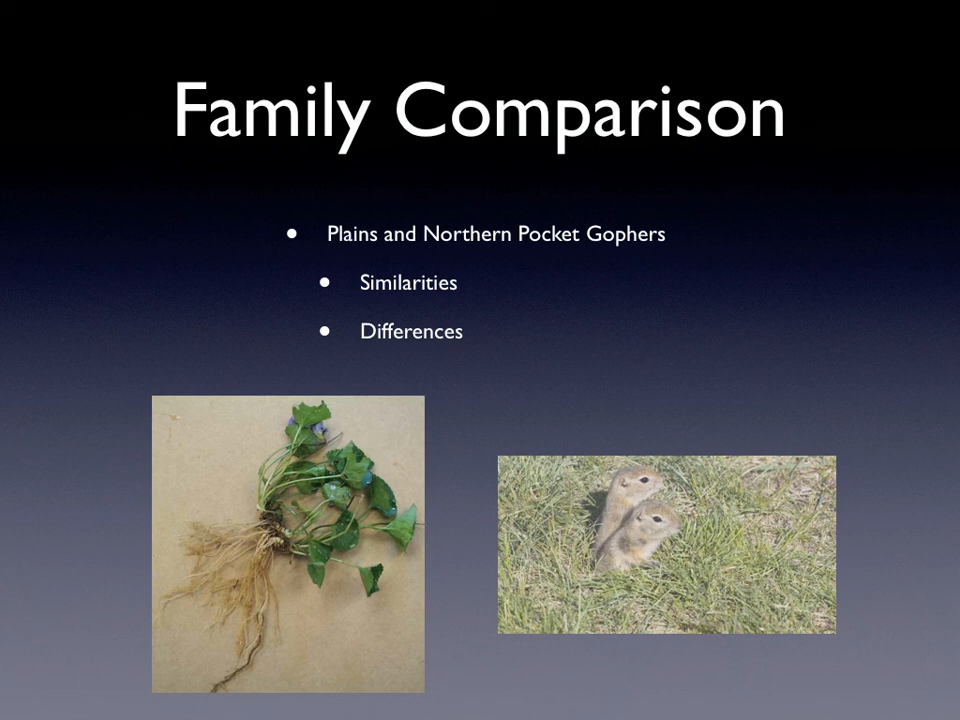 Family Comparison
• Plains and Northern Pocket Gophers
• Similarities
• Differences